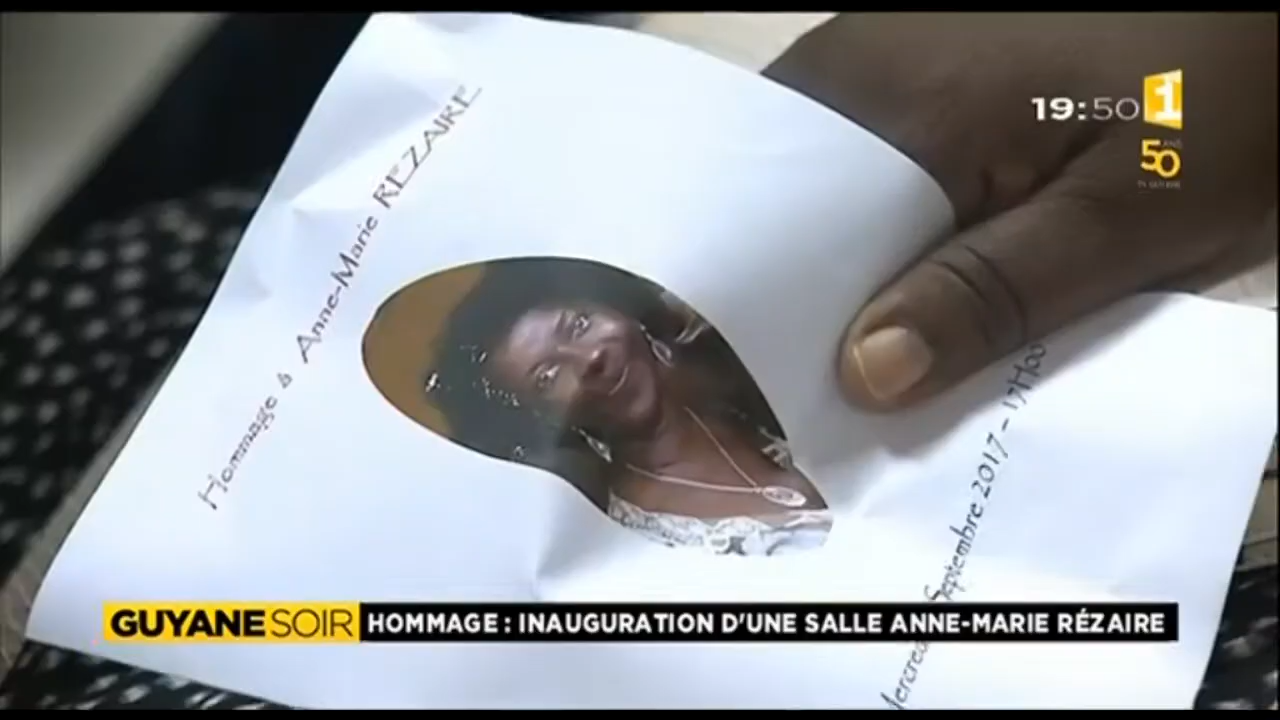 19:50 1
50 ANS
Hommage à Anne-Marie REZAIRE
Septembre 2017 - 17H00
GUYANE SOIR HOMMAGE : INAUGURATION D'UNE SALLE ANNE-MARIE RÉZAIRE